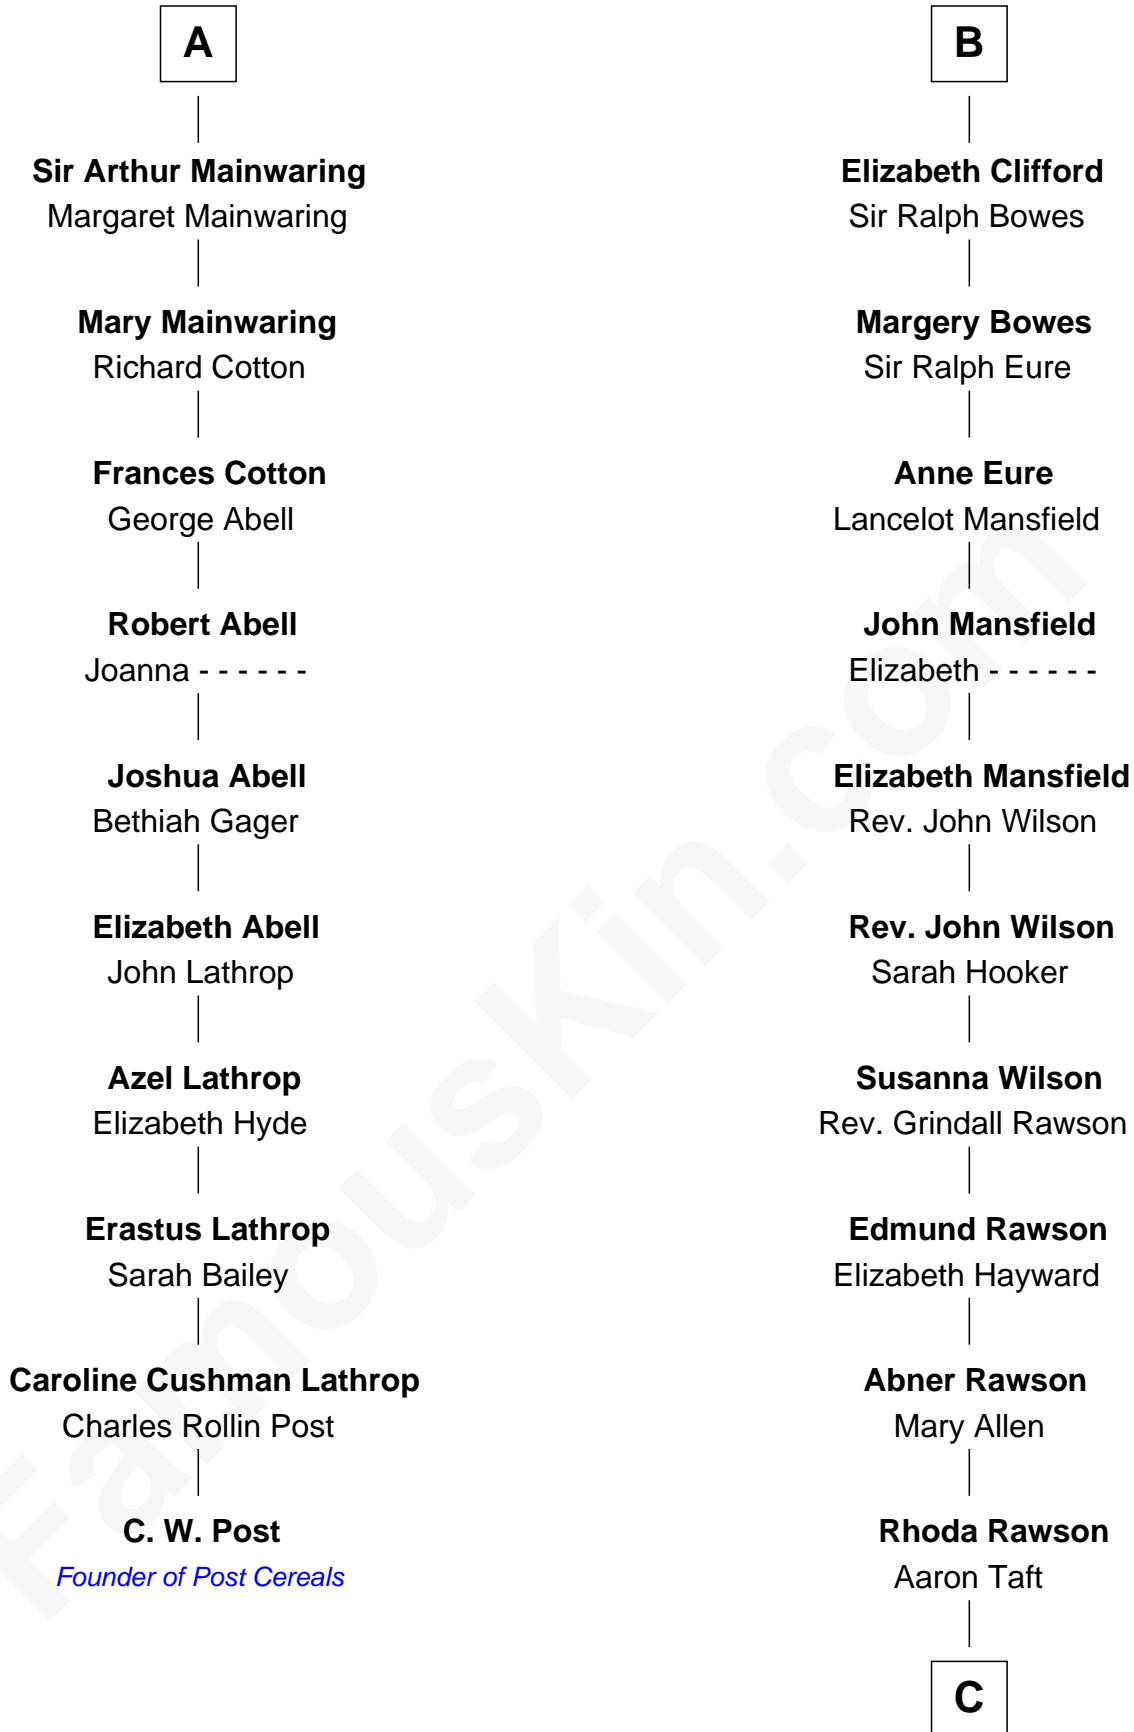 A
Sir Arthur Mainwaring
Margaret Mainwaring
Mary Mainwaring
Richard Cotton
Frances Cotton
George Abell
Robert Abell
Joanna - - - - - -
Joshua Abell
Bethiah Gager
Elizabeth Abell
John Lathrop
Azel Lathrop
Elizabeth Hyde
Erastus Lathrop
Sarah Bailey
Caroline Cushman Lathrop
Charles Rollin Post
C. W. Post
Founder of Post Cereals
B
Elizabeth Clifford
Sir Ralph Bowes
Margery Bowes
Sir Ralph Eure
Anne Eure
Lancelot Mansfield
John Mansfield
Elizabeth - - - - - -
Elizabeth Mansfield
Rev. John Wilson
Rev. John Wilson
Sarah Hooker
Susanna Wilson
Rev. Grindall Rawson
Edmund Rawson
Elizabeth Hayward
Abner Rawson
Mary Allen
Rhoda Rawson
Aaron Taft
C
FamousKin.com